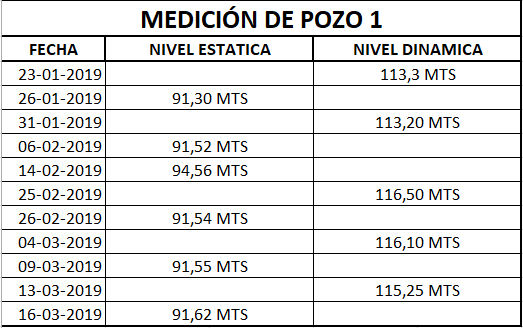 MEDICIÓN DE POZO 1
FECHA NIVEL ESTATICA NIVEL DINAMICA
23-01-2019 113,3 MTS
26-01-2019 91,30 MTS
31-01-2019 113,20 MTS
06-02-2019 91,52 MTS
14-02-2019 94,56 MTS
25-02-2019 116,50 MTS
26-02-2019 91,54 MTS
04-03-2019 116,10 MTS
09-03-2019 91,55 MTS
13-03-2019 115,25 MTS
16-03-2019 91,62 MTS